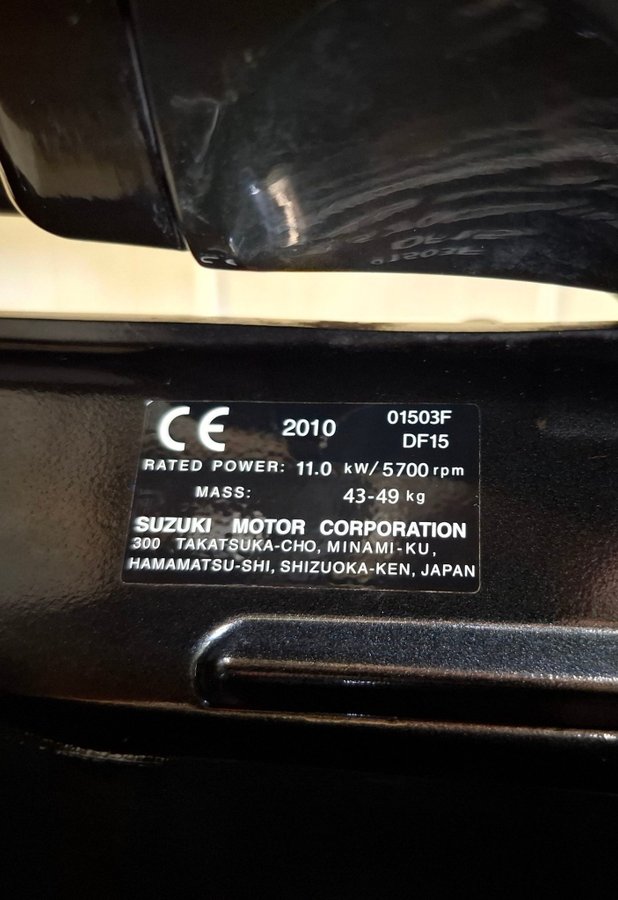 CE 2010 01503F
DF15
RATED POWER: 11.0 kW/5700 rpm
MASS: 43-49 kg
SUZUKI MOTOR CORPORATION
300 TAKATSUKA-CHO, MINAMI-KU,
HAMAMATSU-SHI, SHIZUOKA-KEN, JAPAN